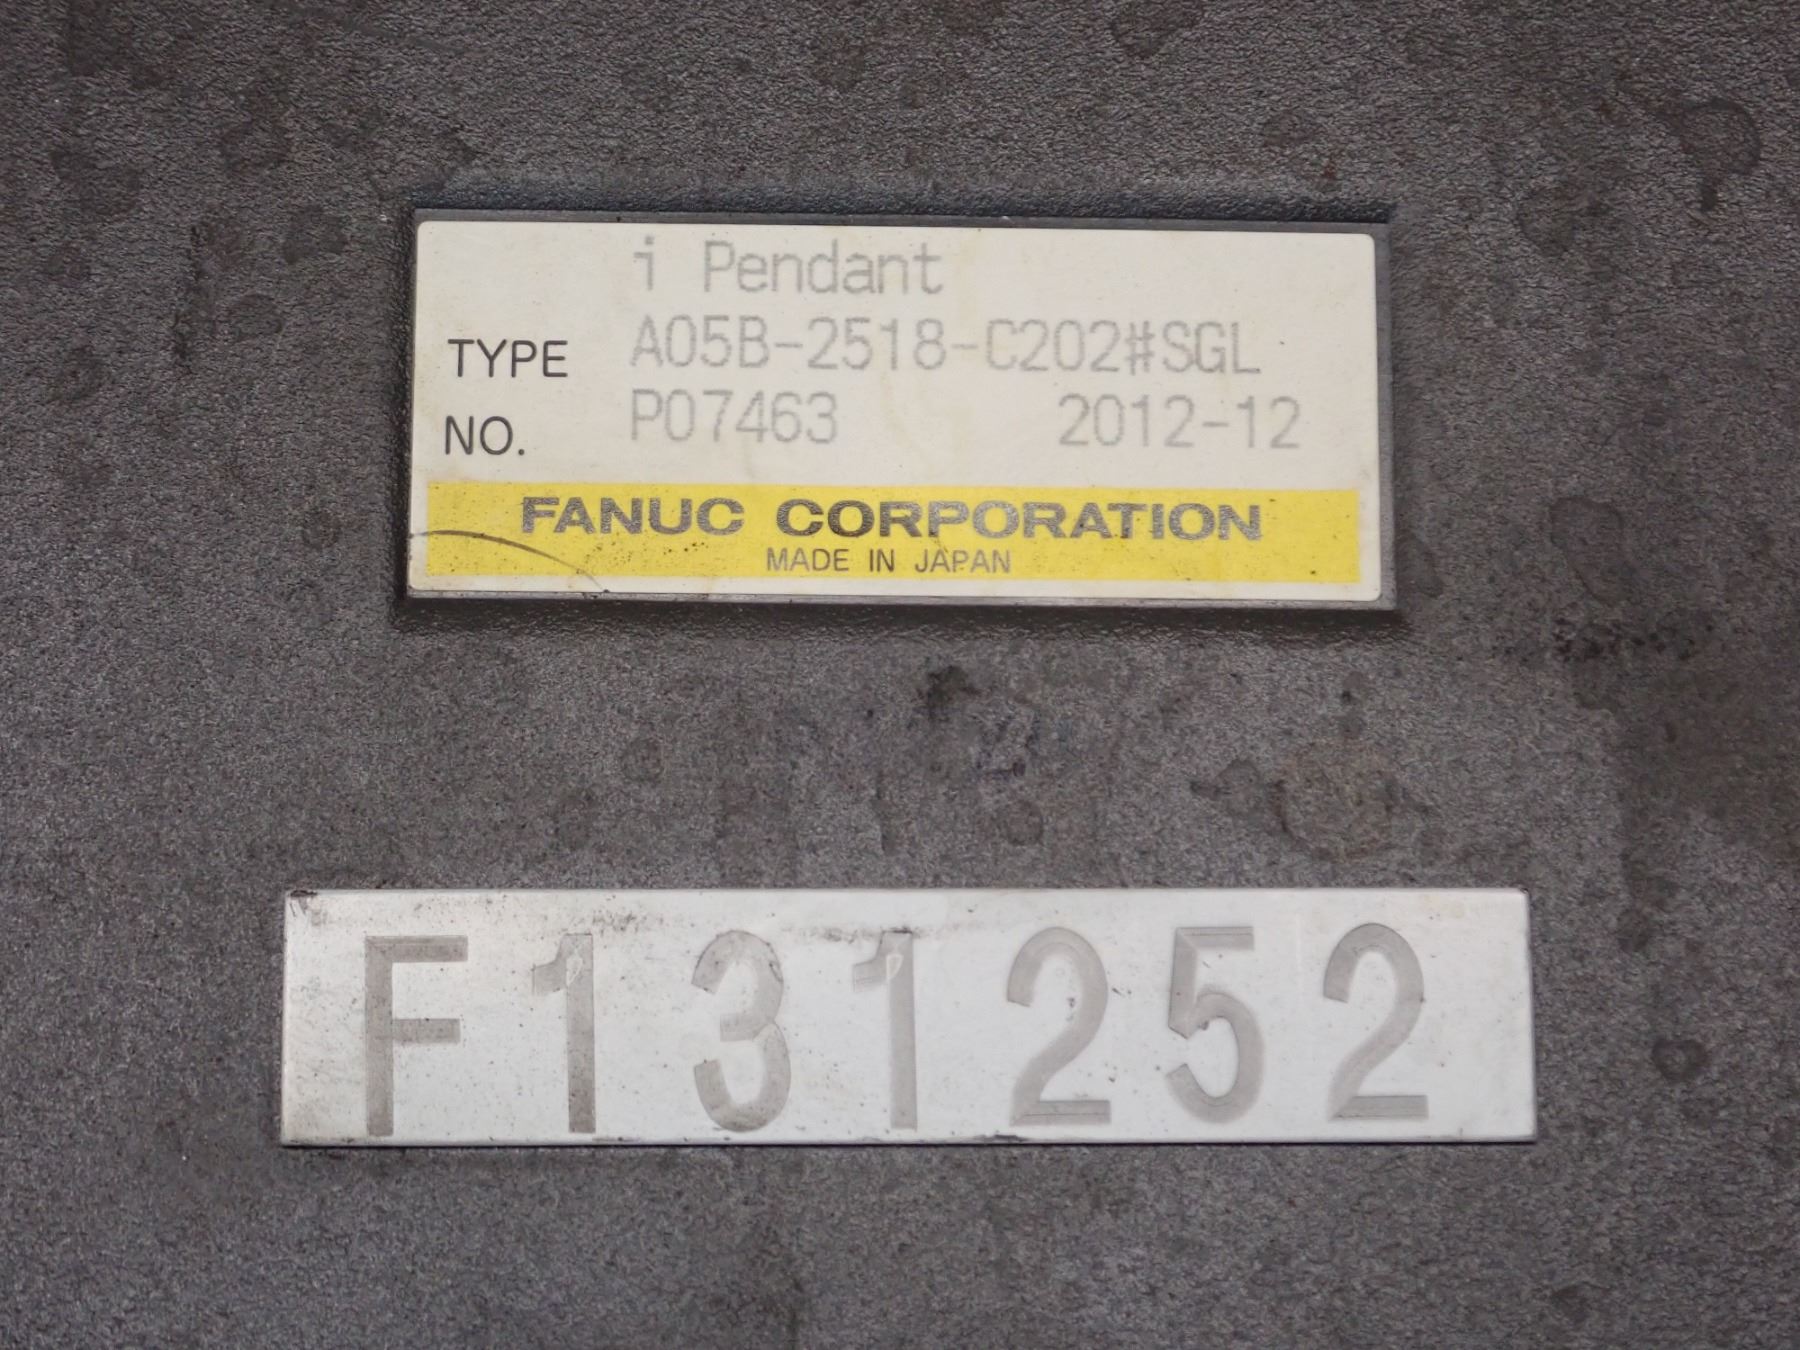 i Pendant
TYPE A05B-2518-C202#SGL
NO. P07463 2012-12
FANUC CORPORATION
MADE IN JAPAN
F131252